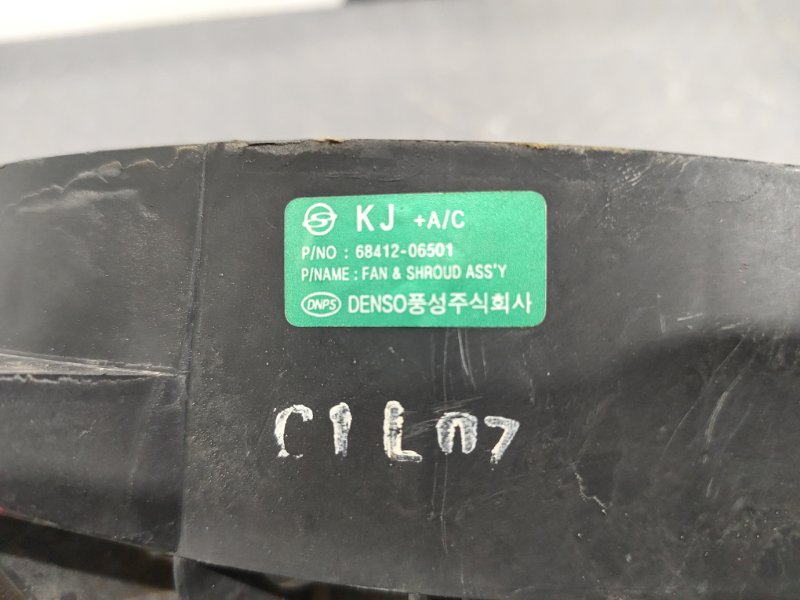 KJ +A/C
P/NO : 68412-06501
P/NAME : FAN & SHROUD ASS'Y
DNPS DENSO풍성주식회사
C1L07